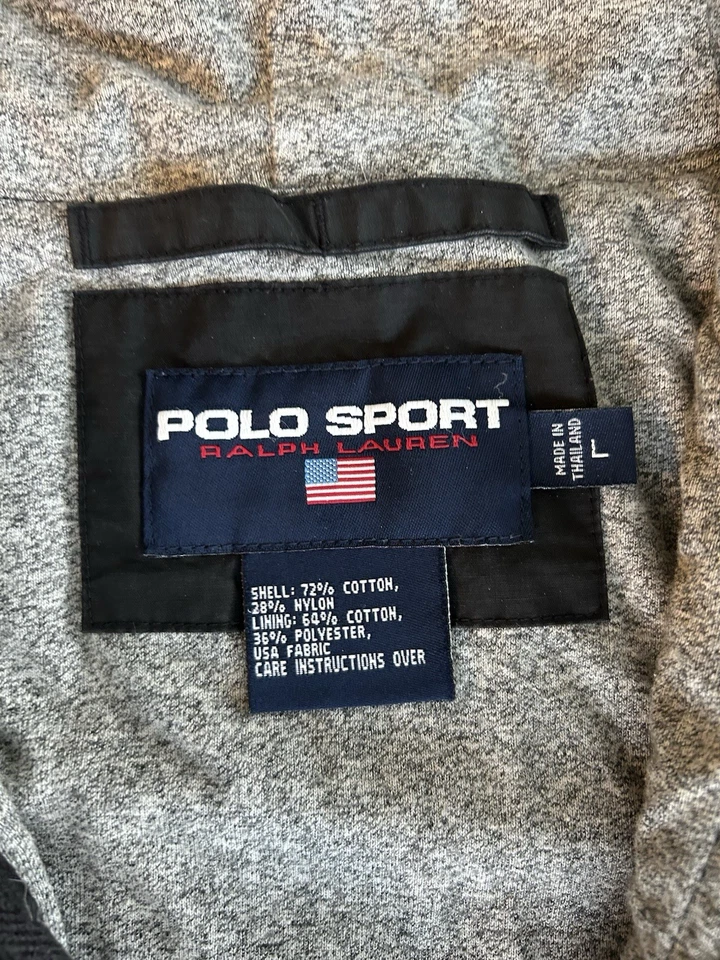 POLO SPORT
RALPH LAUREN
MADE IN
THAILAND
L
SHELL: 72% COTTON,
28% NYLON
LINING: 64% COTTON,
36% POLYESTER,
USA FABRIC
CARE INSTRUCTIONS OVER